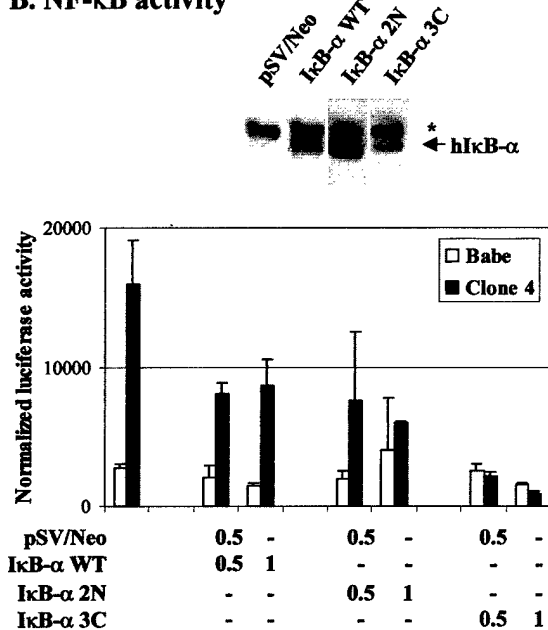 B. NF-κB activity
pSV/Neo
IκB-α WT
IκB-α 2N
IκB-α 3C
*
hIκB-α
Normalized luciferase activity
20000
10000
0
Babe
Clone 4
pSV/Neo 0.5 - 0.5 - 0.5 -
IκB-α WT 0.5 1 - - - -
IκB-α 2N - - 0.5 1 - -
IκB-α 3C - - - - 0.5 1